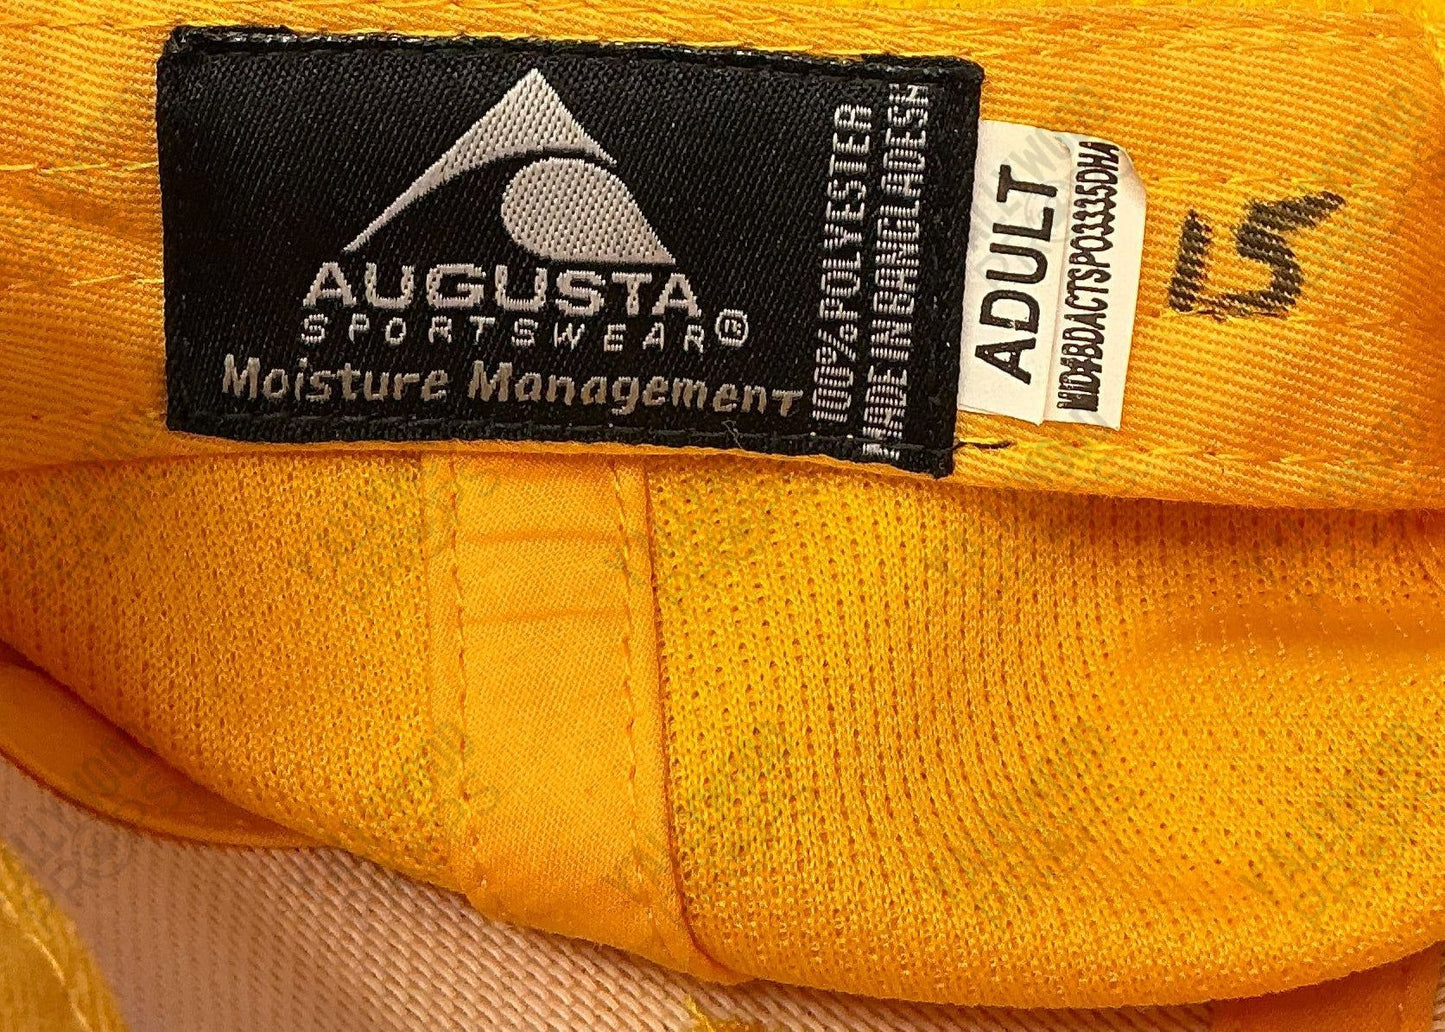 AUGUSTA
SPORTSWEAR®
Moisture Management
100% POLYESTER
MADE IN BANGLADESH
ADULT
15